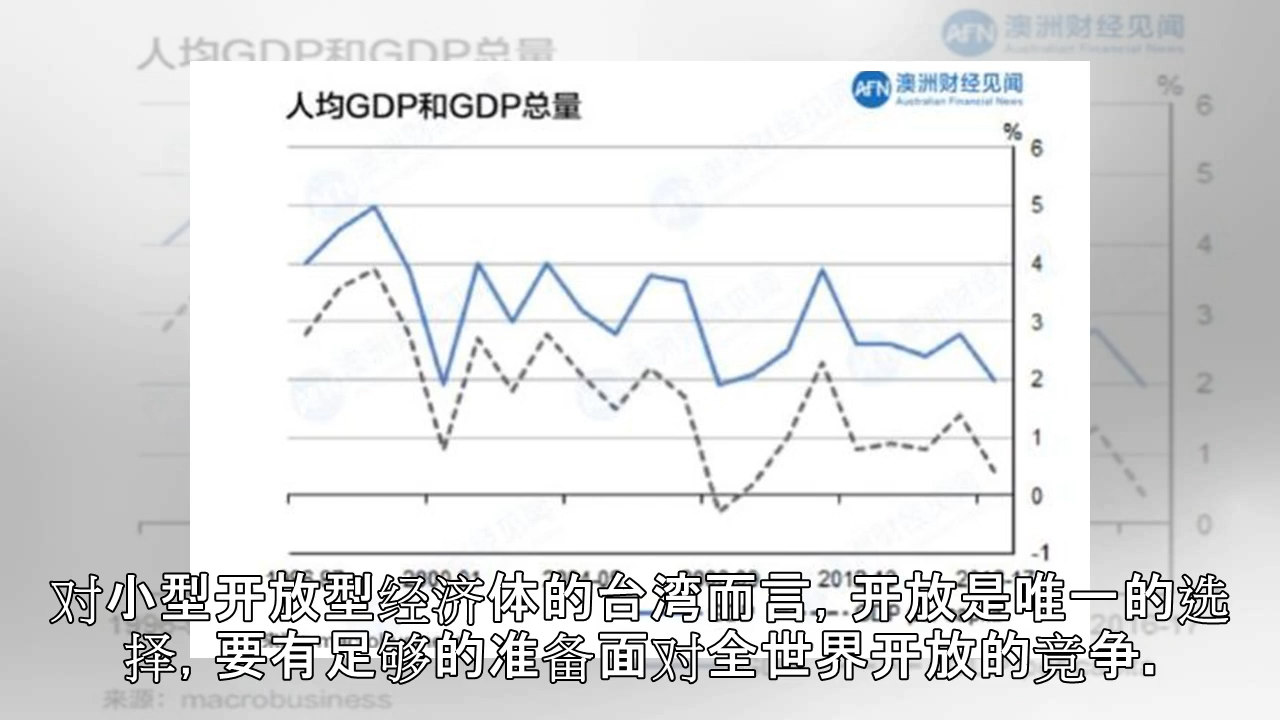 澳洲财经见闻
Australian Financial News
人均GDP和GDP总量
%
6
5
4
3
2
1
0
-1
对小型开放型经济体的台湾而言, 开放是唯一的选
择, 要有足够的准备面对全世界开放的竞争.
来源：macrobusiness